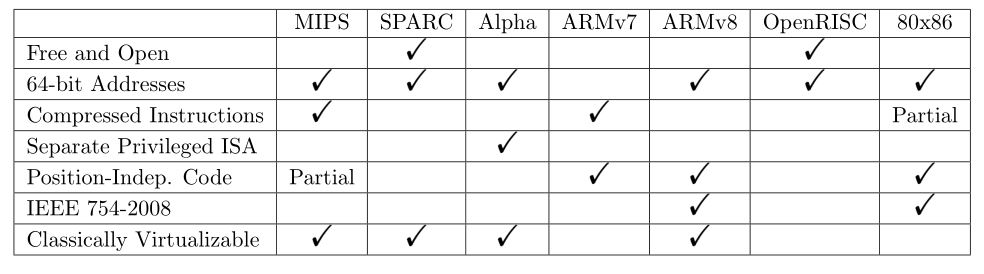 MIPS SPARC Alpha ARMv7 ARMv8 OpenRISC 80x86
Free and Open ✓ ✓
64-bit Addresses ✓ ✓ ✓ ✓ ✓ ✓
Compressed Instructions ✓ ✓ Partial
Separate Privileged ISA ✓
Position-Indep. Code Partial ✓ ✓ ✓
IEEE 754-2008 ✓ ✓
Classically Virtualizable ✓ ✓ ✓ ✓